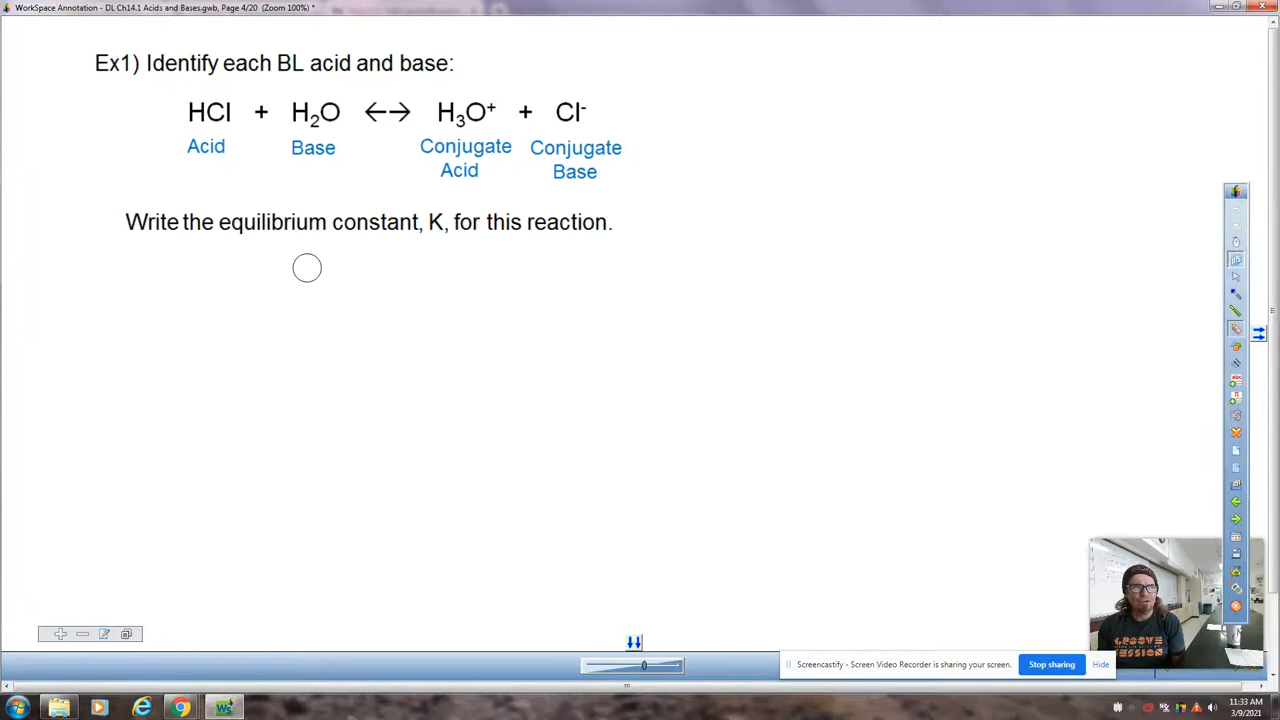 WorkSpace Annotation - DL Ch14.1 Acids and Bases.gwb, Page 4/20 (Zoom 100%) *
Ex1) Identify each BL acid and base:
HCl + H₂O ←→ H₃O⁺ + Cl⁻
Acid Base Conjugate Acid Conjugate Base
Write the equilibrium constant, K, for this reaction.
GROOVE
SESSION
Screencastify - Screen Video Recorder is sharing your screen. Stop sharing Hide
11:33 AM
3/9/2021